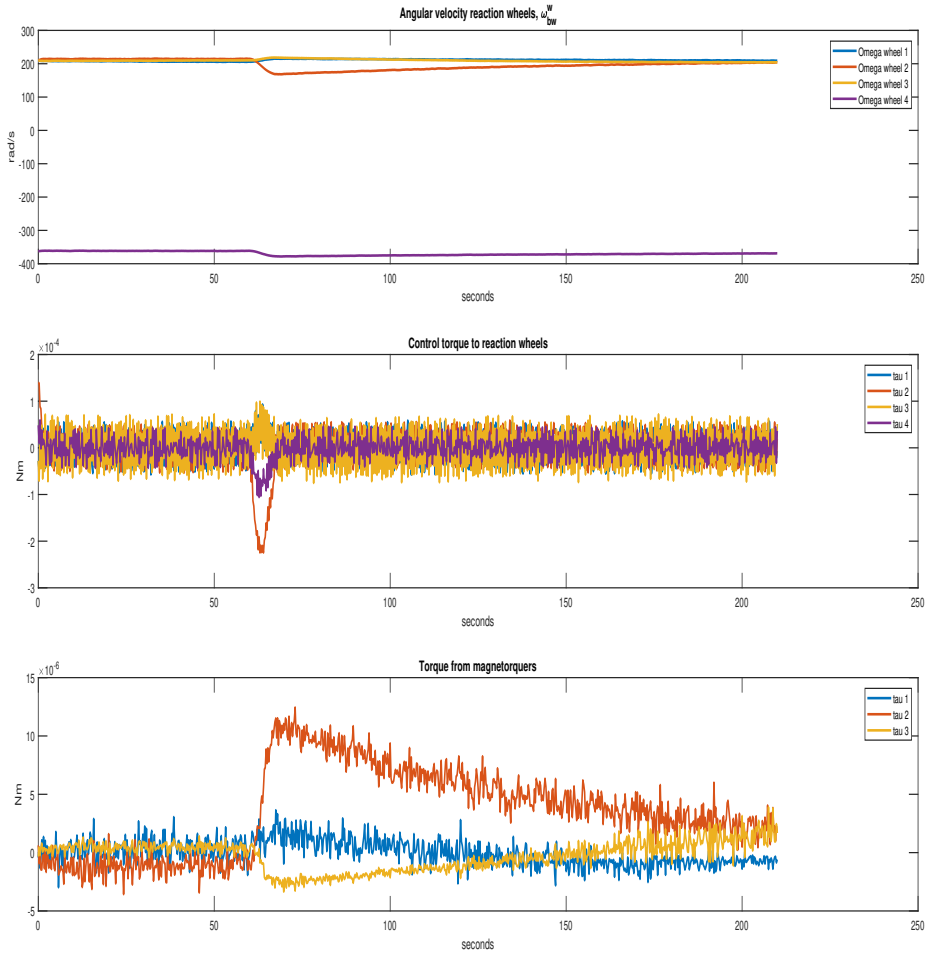 Angular velocity reaction wheels, ω^w_bw
300
200
100
0
-100
-200
-300
-400
rad/s
0 50 100 150 200 250
seconds
Omega wheel 1
Omega wheel 2
Omega wheel 3
Omega wheel 4
Control torque to reaction wheels
×10^-4
2
1
0
-1
-2
-3
Nm
0 50 100 150 200 250
seconds
tau 1
tau 2
tau 3
tau 4
Torque from magnetorquers
×10^-6
15
10
5
0
-5
Nm
0 50 100 150 200 250
seconds
tau 1
tau 2
tau 3